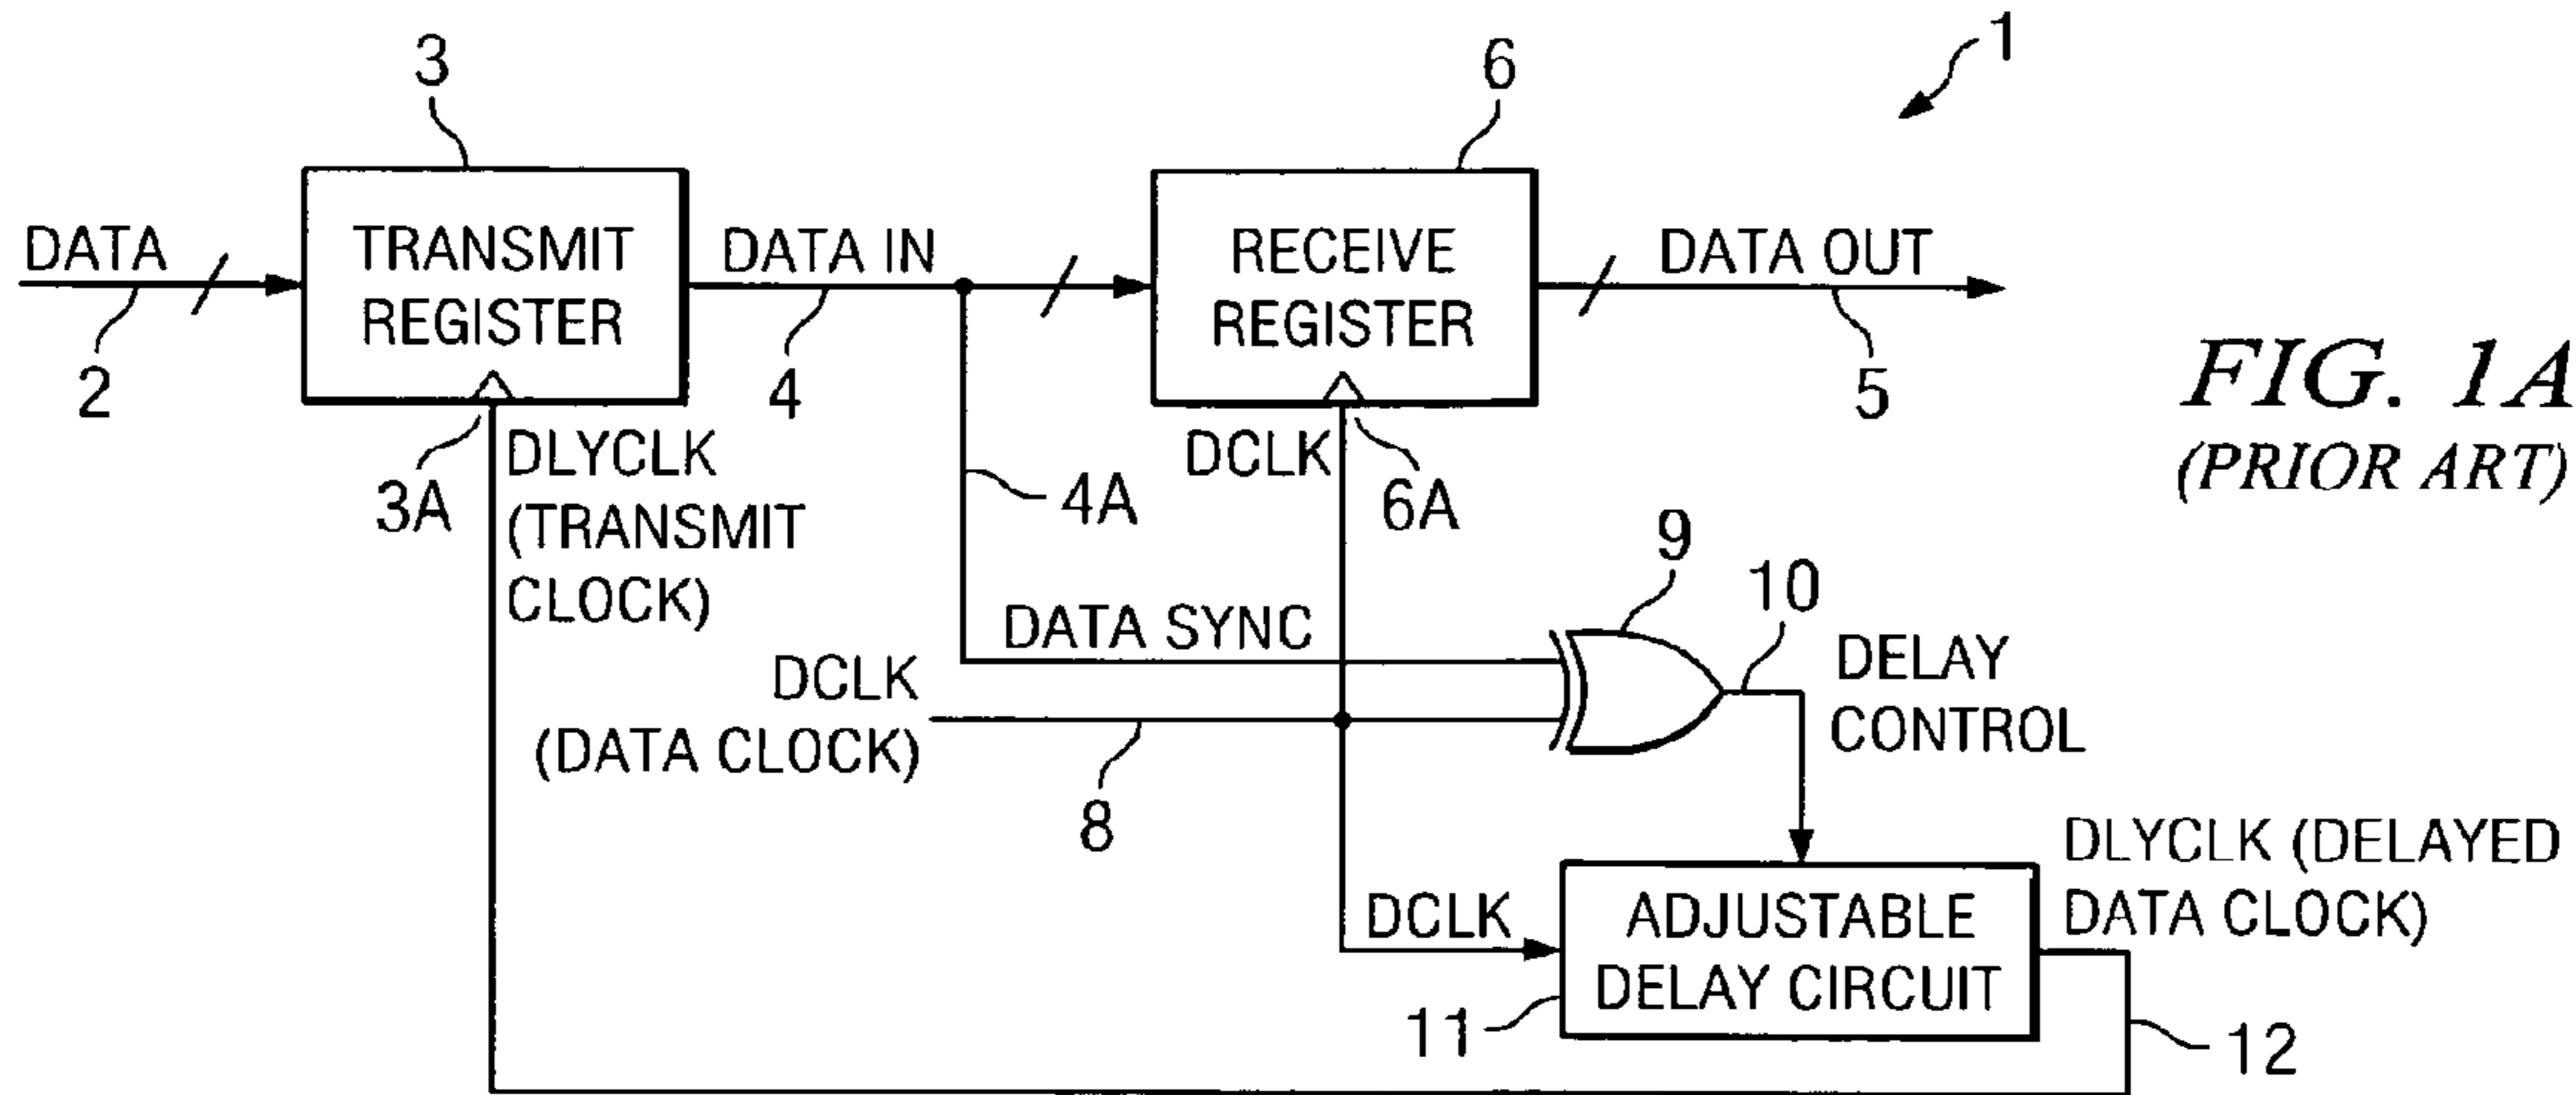 1
3
6
DATA
TRANSMIT
REGISTER
DATA IN
RECEIVE
REGISTER
DATA OUT
2
4
5
FIG. 1A
(PRIOR ART)
3A
DLYCLK
(TRANSMIT
CLOCK)
4A
DCLK
6A
9
10
DATA SYNC
DELAY
CONTROL
DCLK
(DATA CLOCK)
8
DLYCLK (DELAYED
DATA CLOCK)
DCLK
ADJUSTABLE
DELAY CIRCUIT
11
12